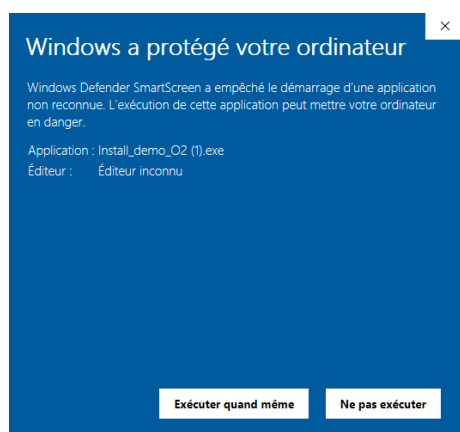 Windows a protégé votre ordinateur
Windows Defender SmartScreen a empêché le démarrage d'une application
non reconnue. L'exécution de cette application peut mettre votre ordinateur
en danger.
Application : Install_demo_O2 (1).exe
Éditeur : Éditeur inconnu
Exécuter quand même Ne pas exécuter